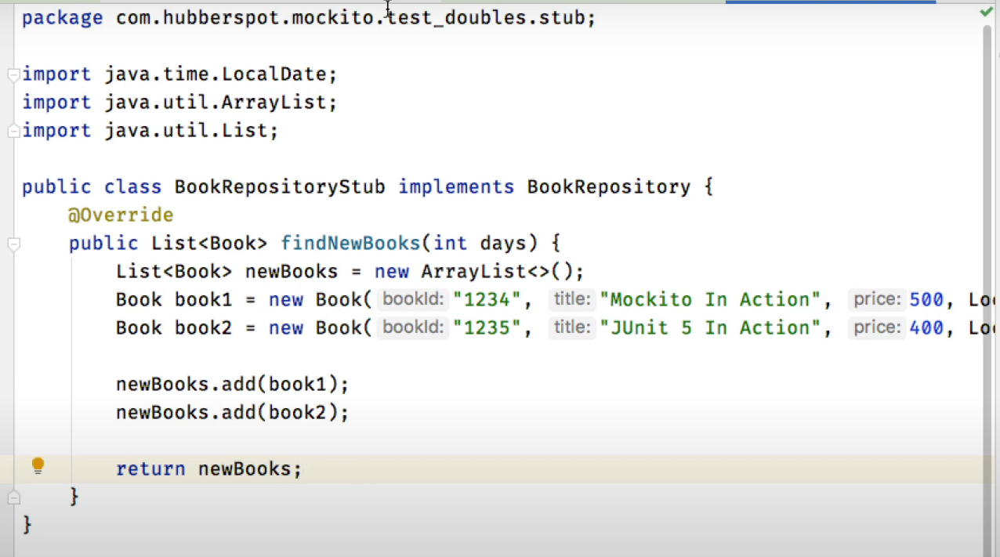 package com.hubberspot.mockito.test_doubles.stub;
import java.time.LocalDate;
import java.util.ArrayList;
import java.util.List;
public class BookRepositoryStub implements BookRepository {
@Override
public List<Book> findNewBooks(int days) {
List<Book> newBooks = new ArrayList<>();
Book book1 = new Book( bookId: "1234", title: "Mockito In Action", price: 500,
Book book2 = new Book( bookId: "1235", title: "JUnit 5 In Action", price: 400,
newBooks.add(book1);
newBooks.add(book2);
return newBooks;
}
}